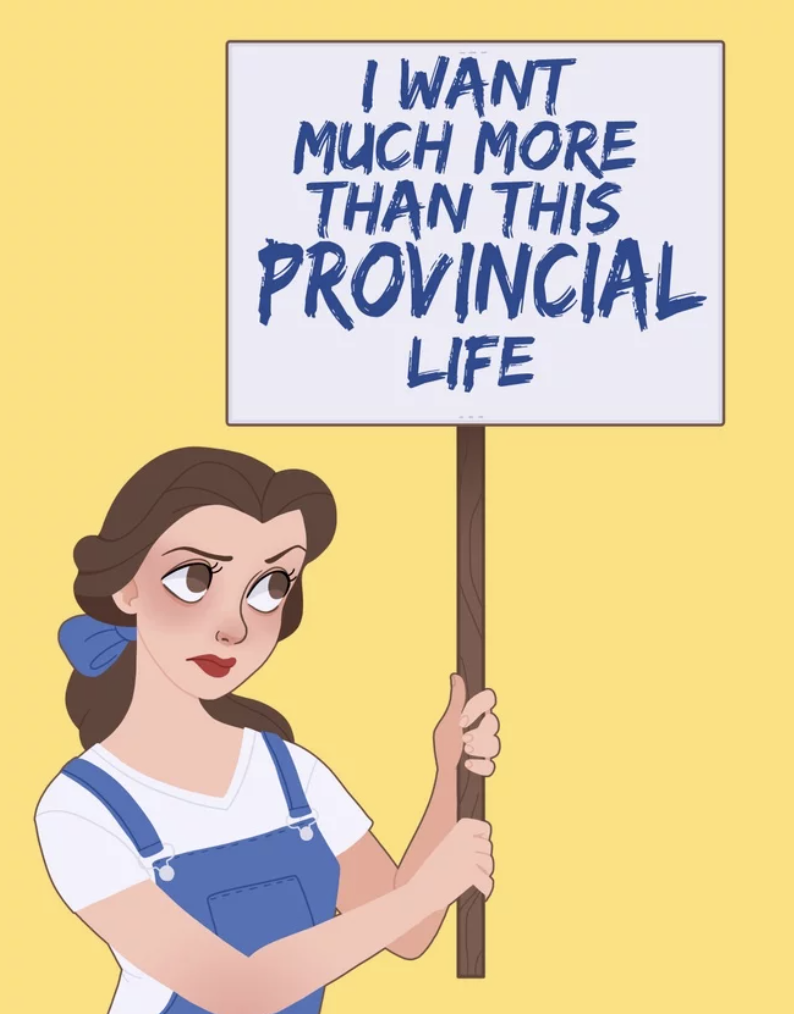 I WANT
MUCH MORE
THAN THIS
PROVINCIAL
LIFE